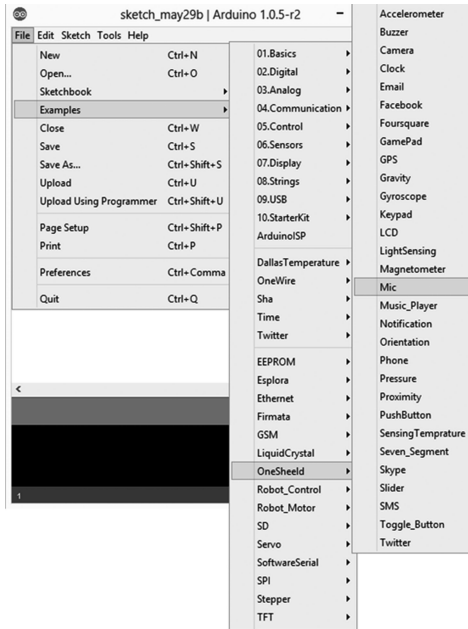 sketch_may29b | Arduino 1.0.5-r2
File Edit Sketch Tools Help
New Ctrl+N
Open... Ctrl+O
Sketchbook
Examples
Close Ctrl+W
Save Ctrl+S
Save As... Ctrl+Shift+S
Upload Ctrl+U
Upload Using Programmer Ctrl+Shift+U
Page Setup Ctrl+Shift+P
Print Ctrl+P
Preferences Ctrl+Comma
Quit Ctrl+Q
1
01.Basics
02.Digital
03.Analog
04.Communication
05.Control
06.Sensors
07.Display
08.Strings
09.USB
10.StarterKit
ArduinoISP
DallasTemperature
OneWire
Sha
Time
Twitter
EEPROM
Esplora
Ethernet
Firmata
GSM
LiquidCrystal
OneSheeld
Robot_Control
Robot_Motor
SD
Servo
SoftwareSerial
SPI
Stepper
TFT
Accelerometer
Buzzer
Camera
Clock
Email
Facebook
Foursquare
GamePad
GPS
Gravity
Gyroscope
Keypad
LCD
LightSensing
Magnetometer
Mic
Music_Player
Notification
Orientation
Phone
Pressure
Proximity
PushButton
SensingTemprature
Seven_Segment
Skype
Slider
SMS
Toggle_Button
Twitter